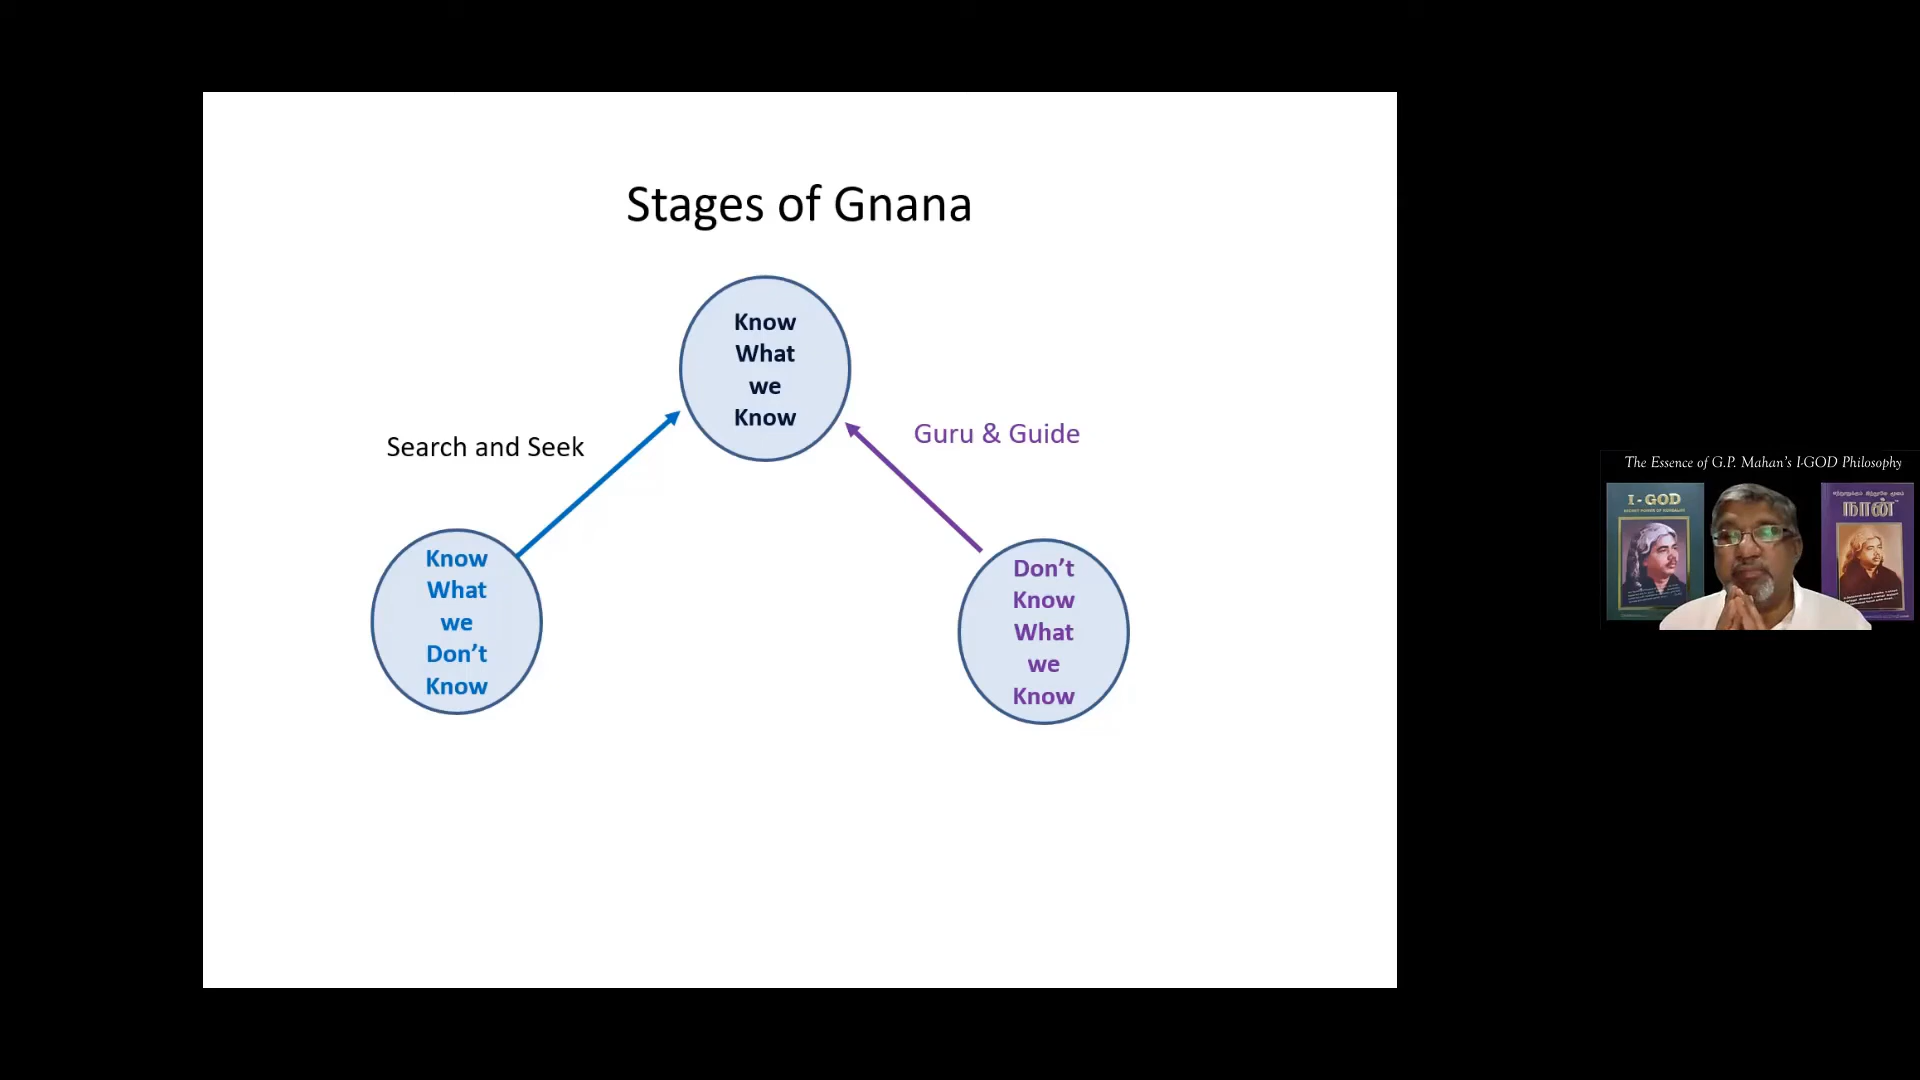 Stages of Gnana
Know
What
we
Know
Search and Seek
Guru & Guide
Know
What
we
Don’t
Know
Don’t
Know
What
we
Know
The Essence of G.P. Mahan’s I-GOD Philosophy
I - GOD
நான்